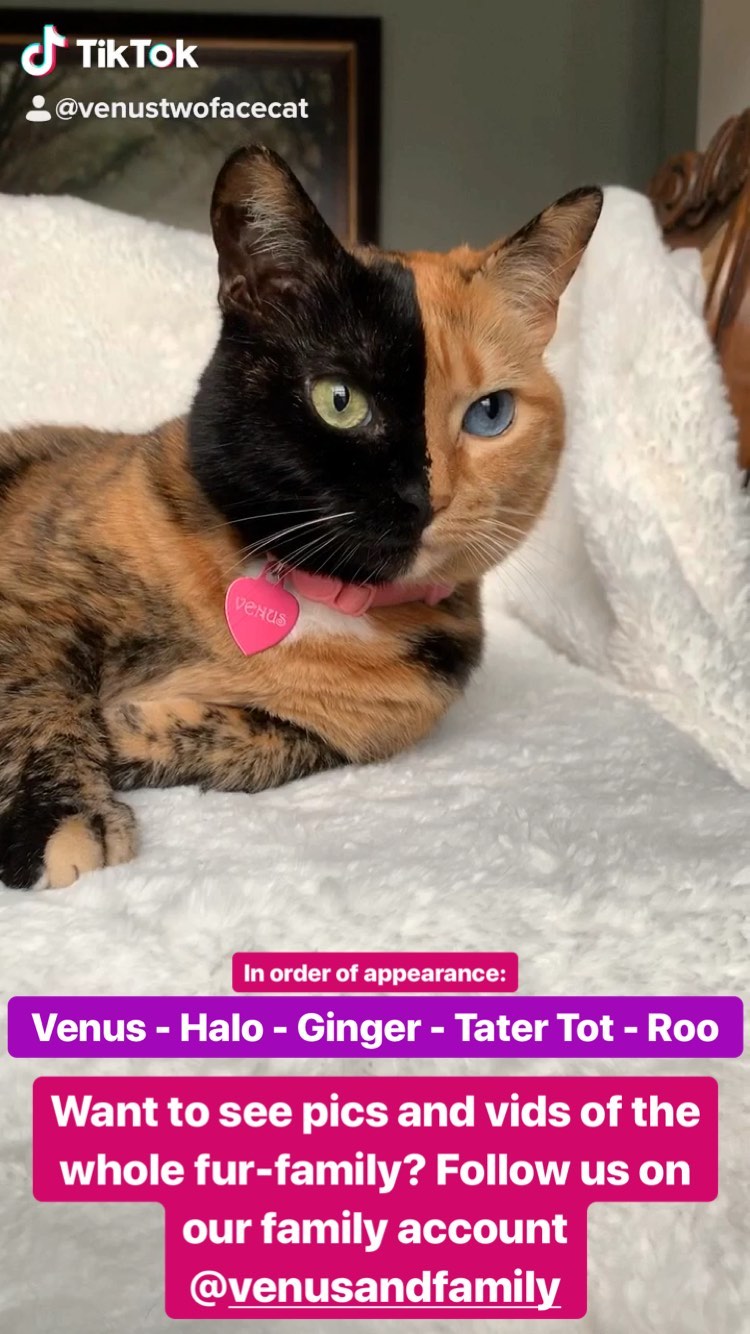 TikTok
@venustwofacecat
VENUS
In order of appearance:
Venus - Halo - Ginger - Tater Tot - Roo
Want to see pics and vids of the
whole fur-family? Follow us on
our family account
@venusandfamily